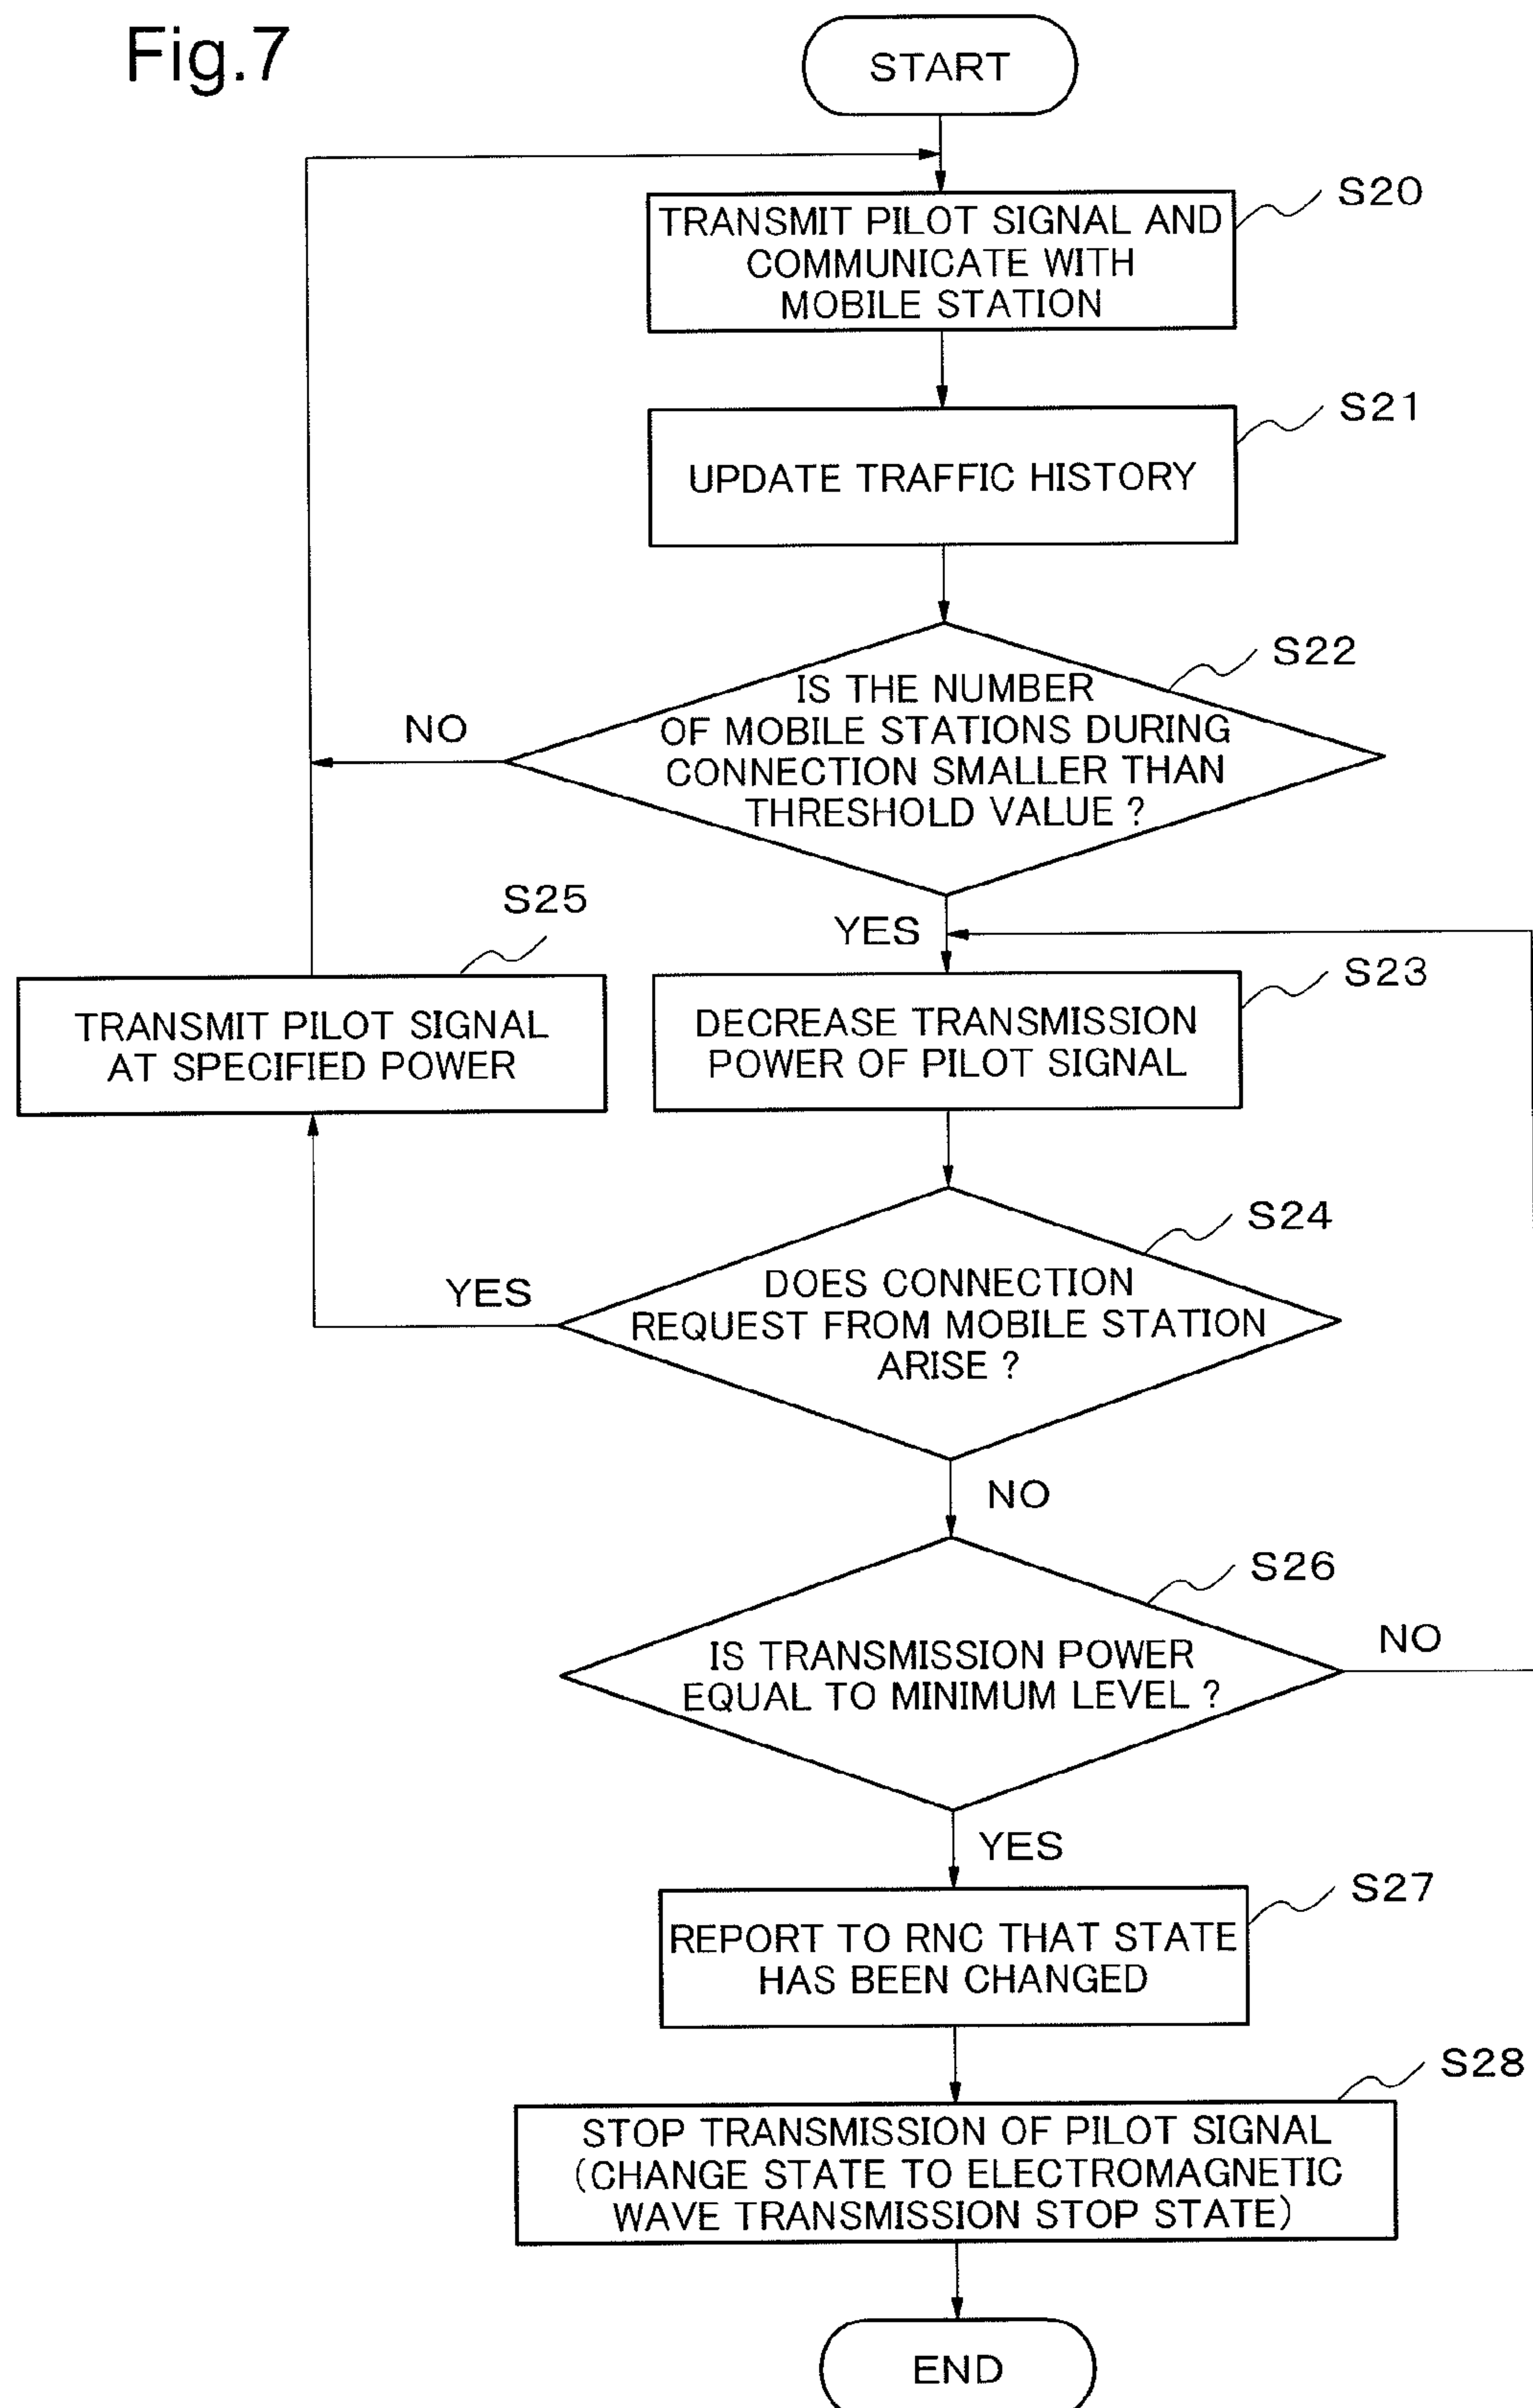 Fig.7
START
S20
TRANSMIT PILOT SIGNAL AND
COMMUNICATE WITH
MOBILE STATION
S21
UPDATE TRAFFIC HISTORY
S22
IS THE NUMBER
OF MOBILE STATIONS DURING
CONNECTION SMALLER THAN
THRESHOLD VALUE ?
NO
YES
S25
TRANSMIT PILOT SIGNAL
AT SPECIFIED POWER
S23
DECREASE TRANSMISSION
POWER OF PILOT SIGNAL
S24
DOES CONNECTION
REQUEST FROM MOBILE STATION
ARISE ?
YES
NO
S26
IS TRANSMISSION POWER
EQUAL TO MINIMUM LEVEL ?
NO
YES
S27
REPORT TO RNC THAT STATE
HAS BEEN CHANGED
S28
STOP TRANSMISSION OF PILOT SIGNAL
(CHANGE STATE TO ELECTROMAGNETIC
WAVE TRANSMISSION STOP STATE)
END